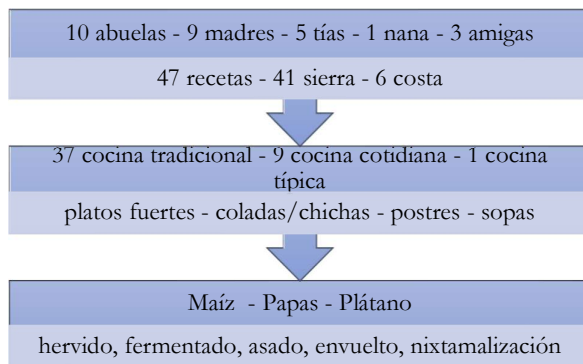 10 abuelas - 9 madres - 5 tías - 1 nana - 3 amigas
47 recetas - 41 sierra - 6 costa
37 cocina tradicional - 9 cocina cotidiana - 1 cocina
típica
platos fuertes - coladas/chichas - postres - sopas
Maíz - Papas - Plátano
hervido, fermentado, asado, envuelto, nixtamalización